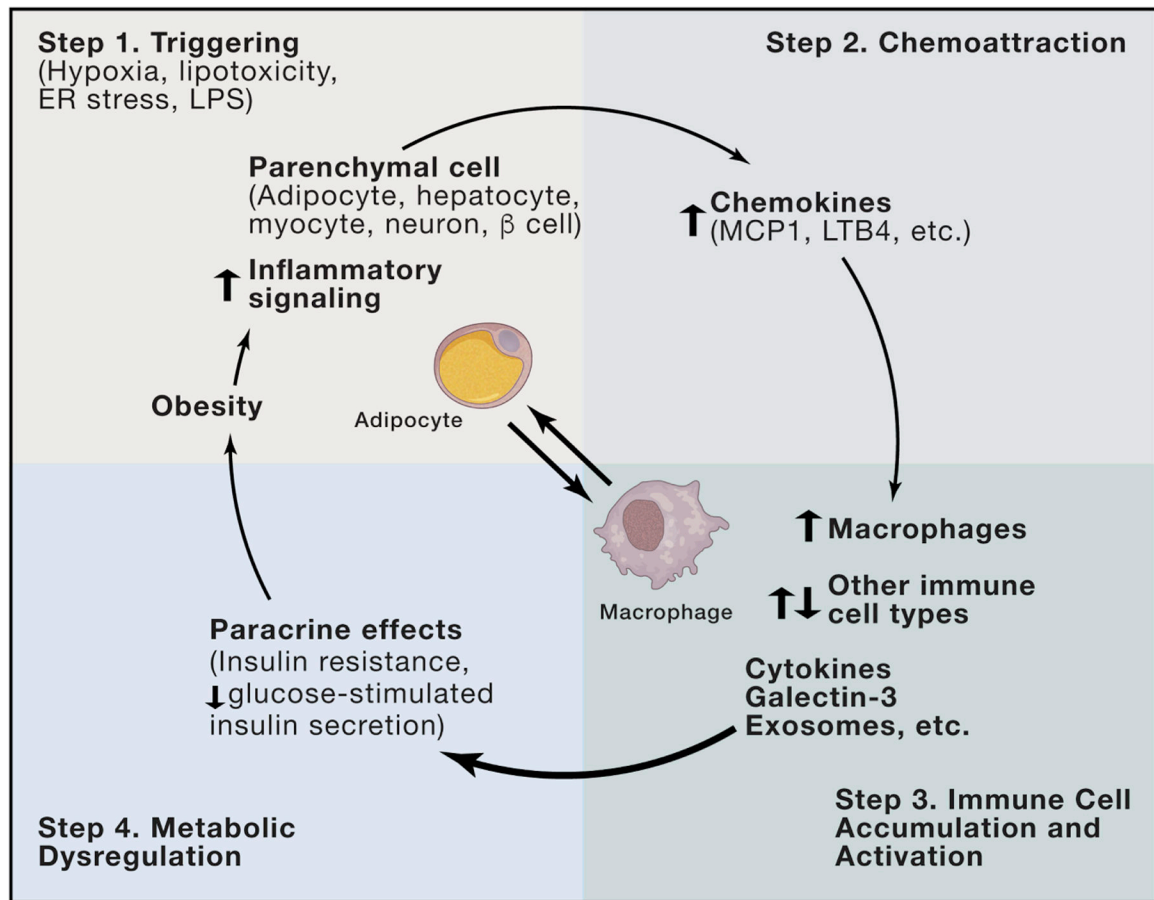 Step 1. Triggering
(Hypoxia, lipotoxicity,
ER stress, LPS)
Parenchymal cell
(Adipocyte, hepatocyte,
myocyte, neuron, β cell)
Inflammatory
signaling
Obesity
Adipocyte
Step 2. Chemoattraction
Chemokines
(MCP1, LTB4, etc.)
Macrophages
Other immune
cell types
Macrophage
Cytokines
Galectin-3
Exosomes, etc.
Step 3. Immune Cell
Accumulation and
Activation
Paracrine effects
(Insulin resistance,
glucose-stimulated
insulin secretion)
Step 4. Metabolic
Dysregulation